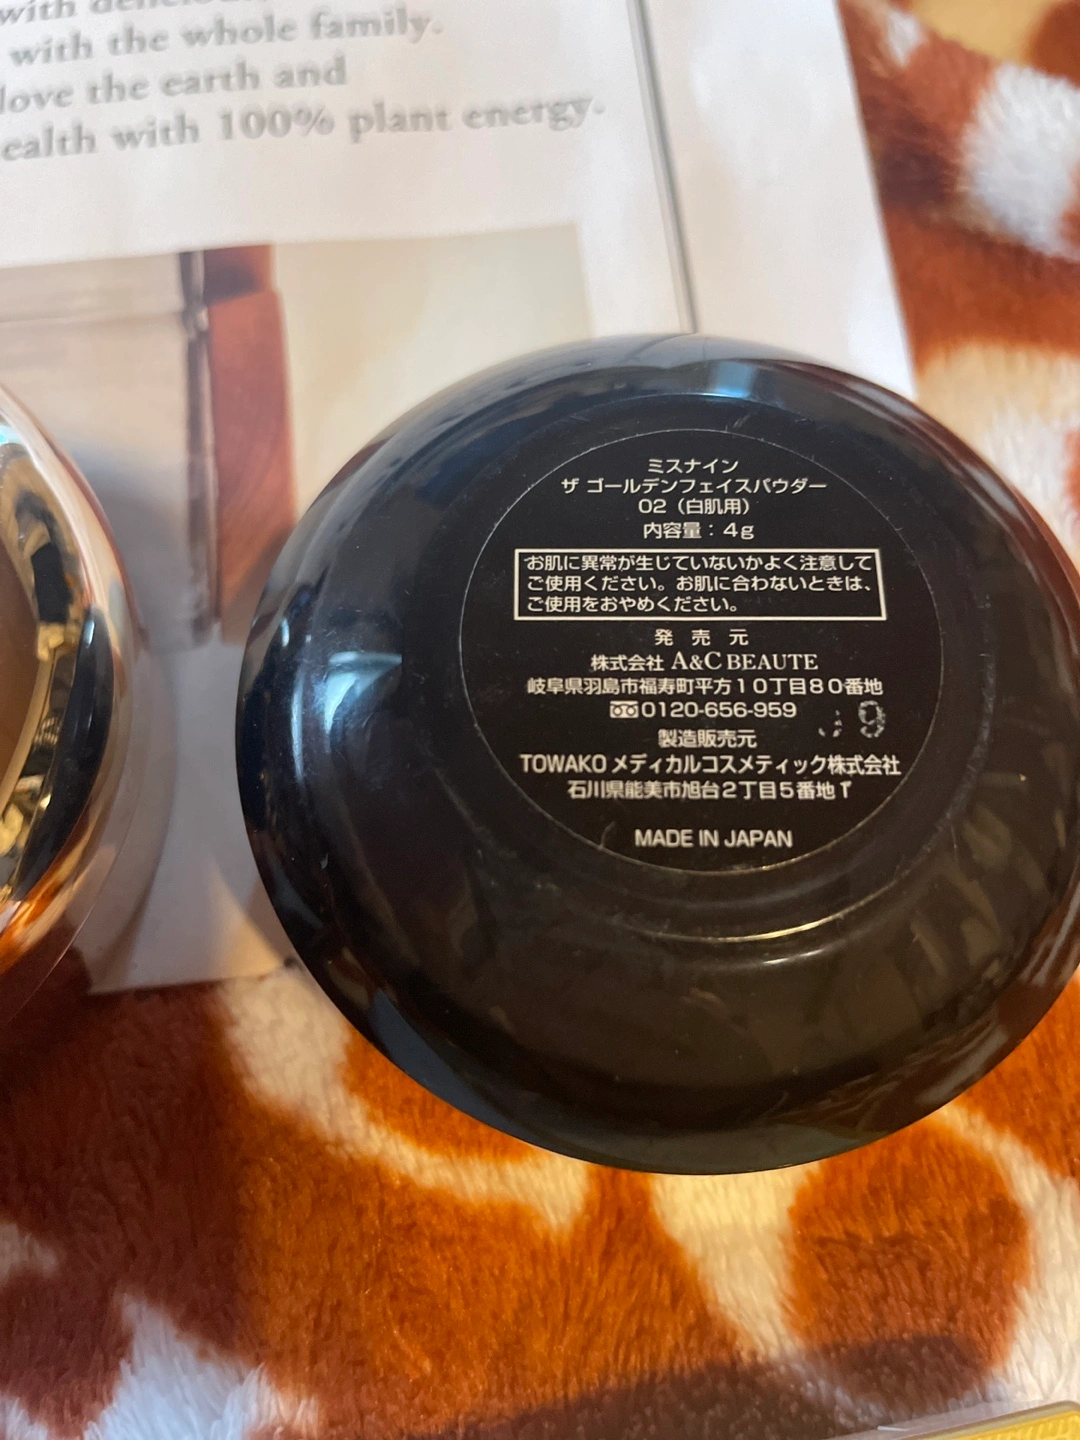 with the whole family.
love the earth and
ealth with 100% plant energy.
ミスナイン
ザ ゴールデンフェイスパウダー
02（白肌用）
内容量：4g
お肌に異常が生じていないかよく注意して
ご使用ください。お肌に合わないときは、
ご使用をおやめください。
発 売 元
株式会社 A&C BEAUTE
岐阜県羽島市福寿町平方10丁目80番地
0120-656-959
製造販売元
TOWAKO メディカルコスメティック株式会社
石川県能美市旭台2丁目5番地1
MADE IN JAPAN